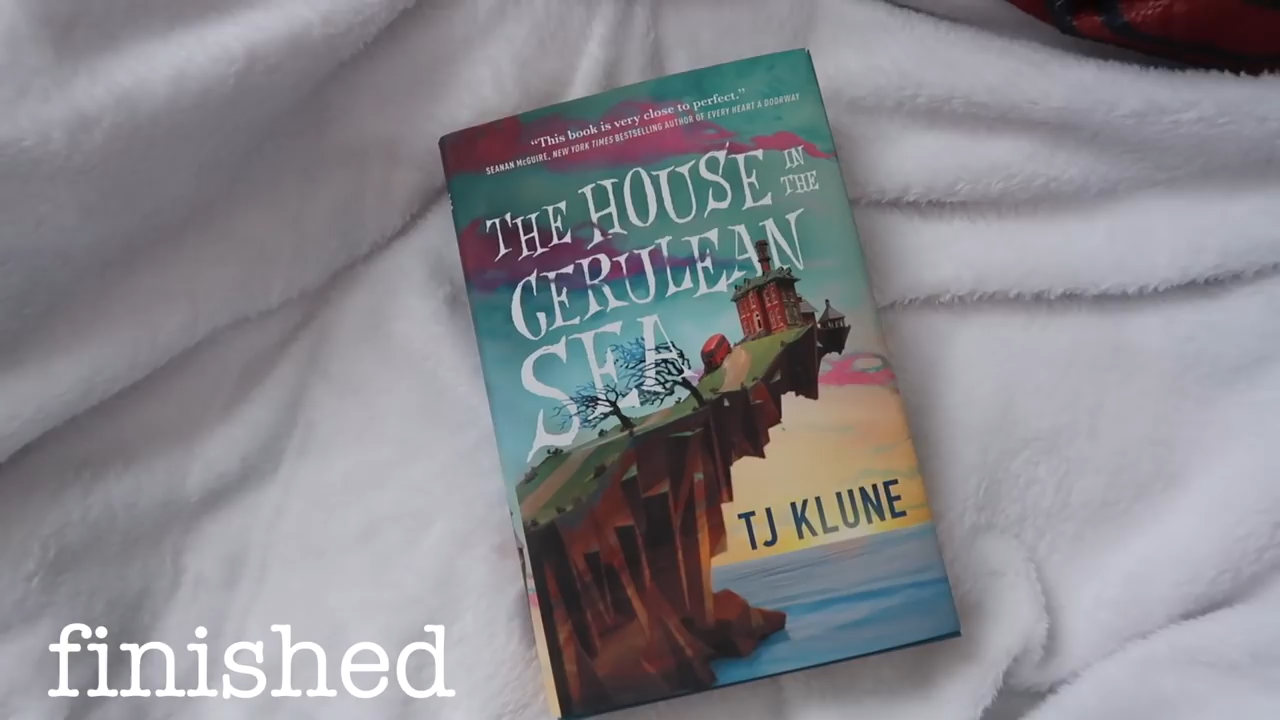 “This book is very close to perfect.”
SEANAN McGUIRE, NEW YORK TIMES BESTSELLING AUTHOR OF EVERY HEART A DOORWAY
THE HOUSE IN THE
CERULEAN
SEA
TJ KLUNE
finished